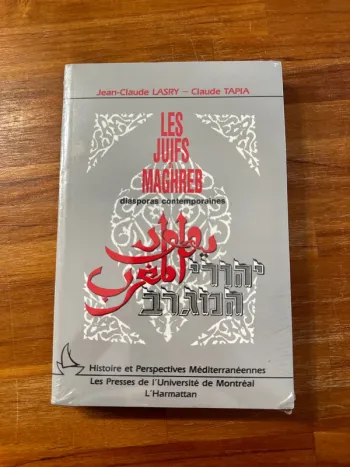 Jean-Claude LASRY – Claude TAPIA
LES
JUIFS
du
MAGHREB
diasporas contemporaines
يهود
المغرب
יהודי
המגרב
Histoire et Perspectives Méditerranéennes
Les Presses de l'Université de Montréal
L'Harmattan